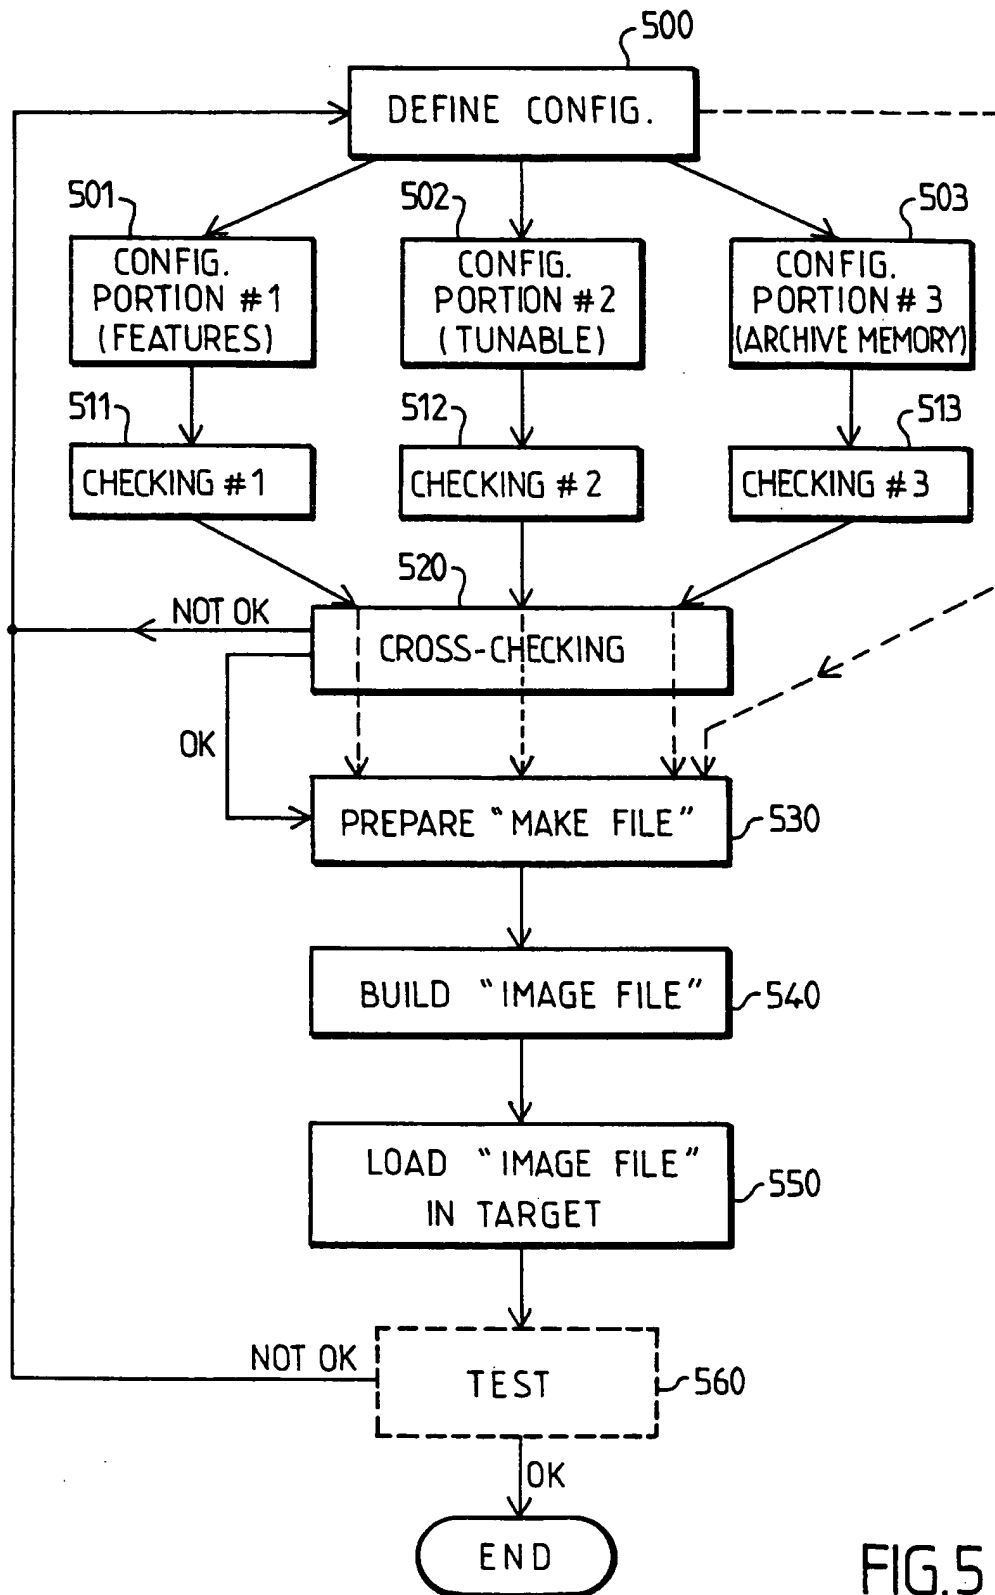 500
DEFINE CONFIG.
501
502
503
CONFIG.
PORTION #1
(FEATURES)
CONFIG.
PORTION #2
(TUNABLE)
CONFIG.
PORTION #3
(ARCHIVE MEMORY)
511
512
513
CHECKING #1
CHECKING #2
CHECKING #3
520
NOT OK
CROSS-CHECKING
OK
PREPARE "MAKE FILE"
530
BUILD "IMAGE FILE"
540
LOAD "IMAGE FILE"
IN TARGET
550
NOT OK
TEST
560
OK
END
FIG.5